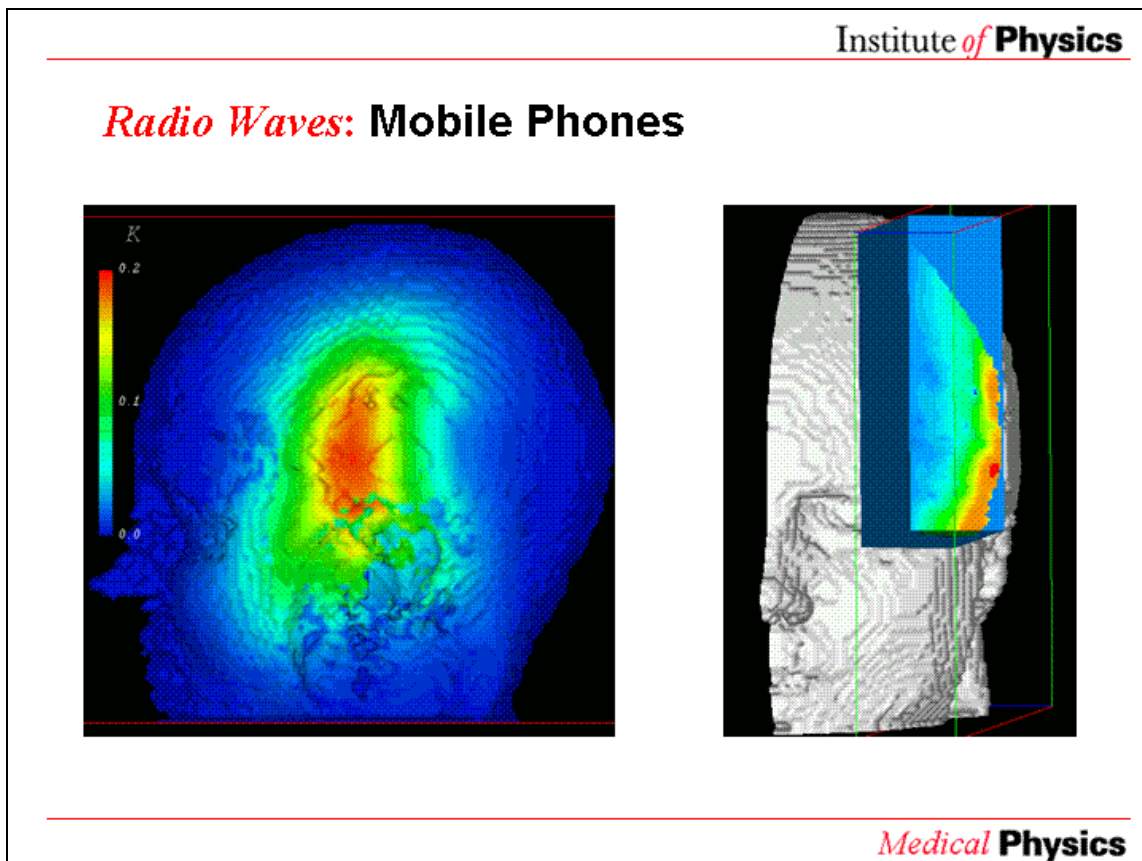 Institute of Physics
Radio Waves: Mobile Phones
K
0.2
0.1
0.0
Medical Physics